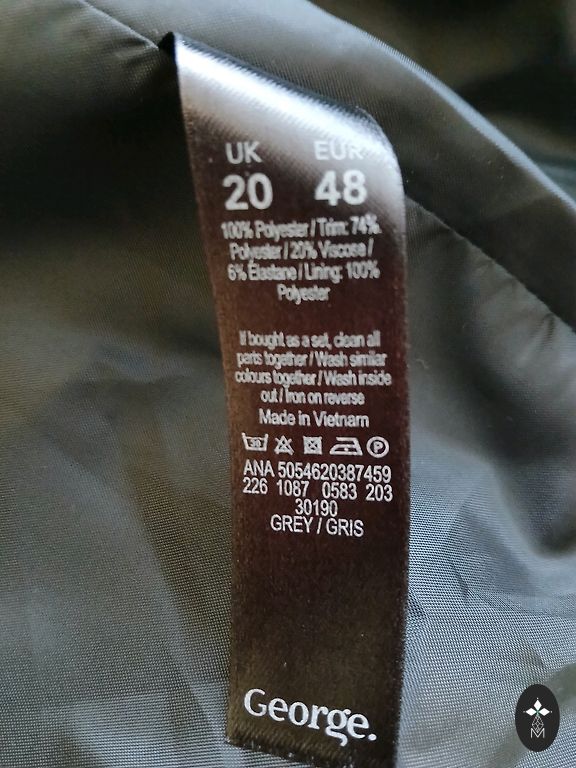 UK EUR
20 48
100% Polyester / Trim: 74%
Polyester / 20% Viscose /
6% Elastane / Lining: 100%
Polyester
If bought as a set, clean all
parts together / Wash similar
colours together / Wash inside
out / Iron on reverse
Made in Vietnam
30 P
ANA 5054620387459
226 1087 0583 203
30190
GREY / GRIS
George.
M